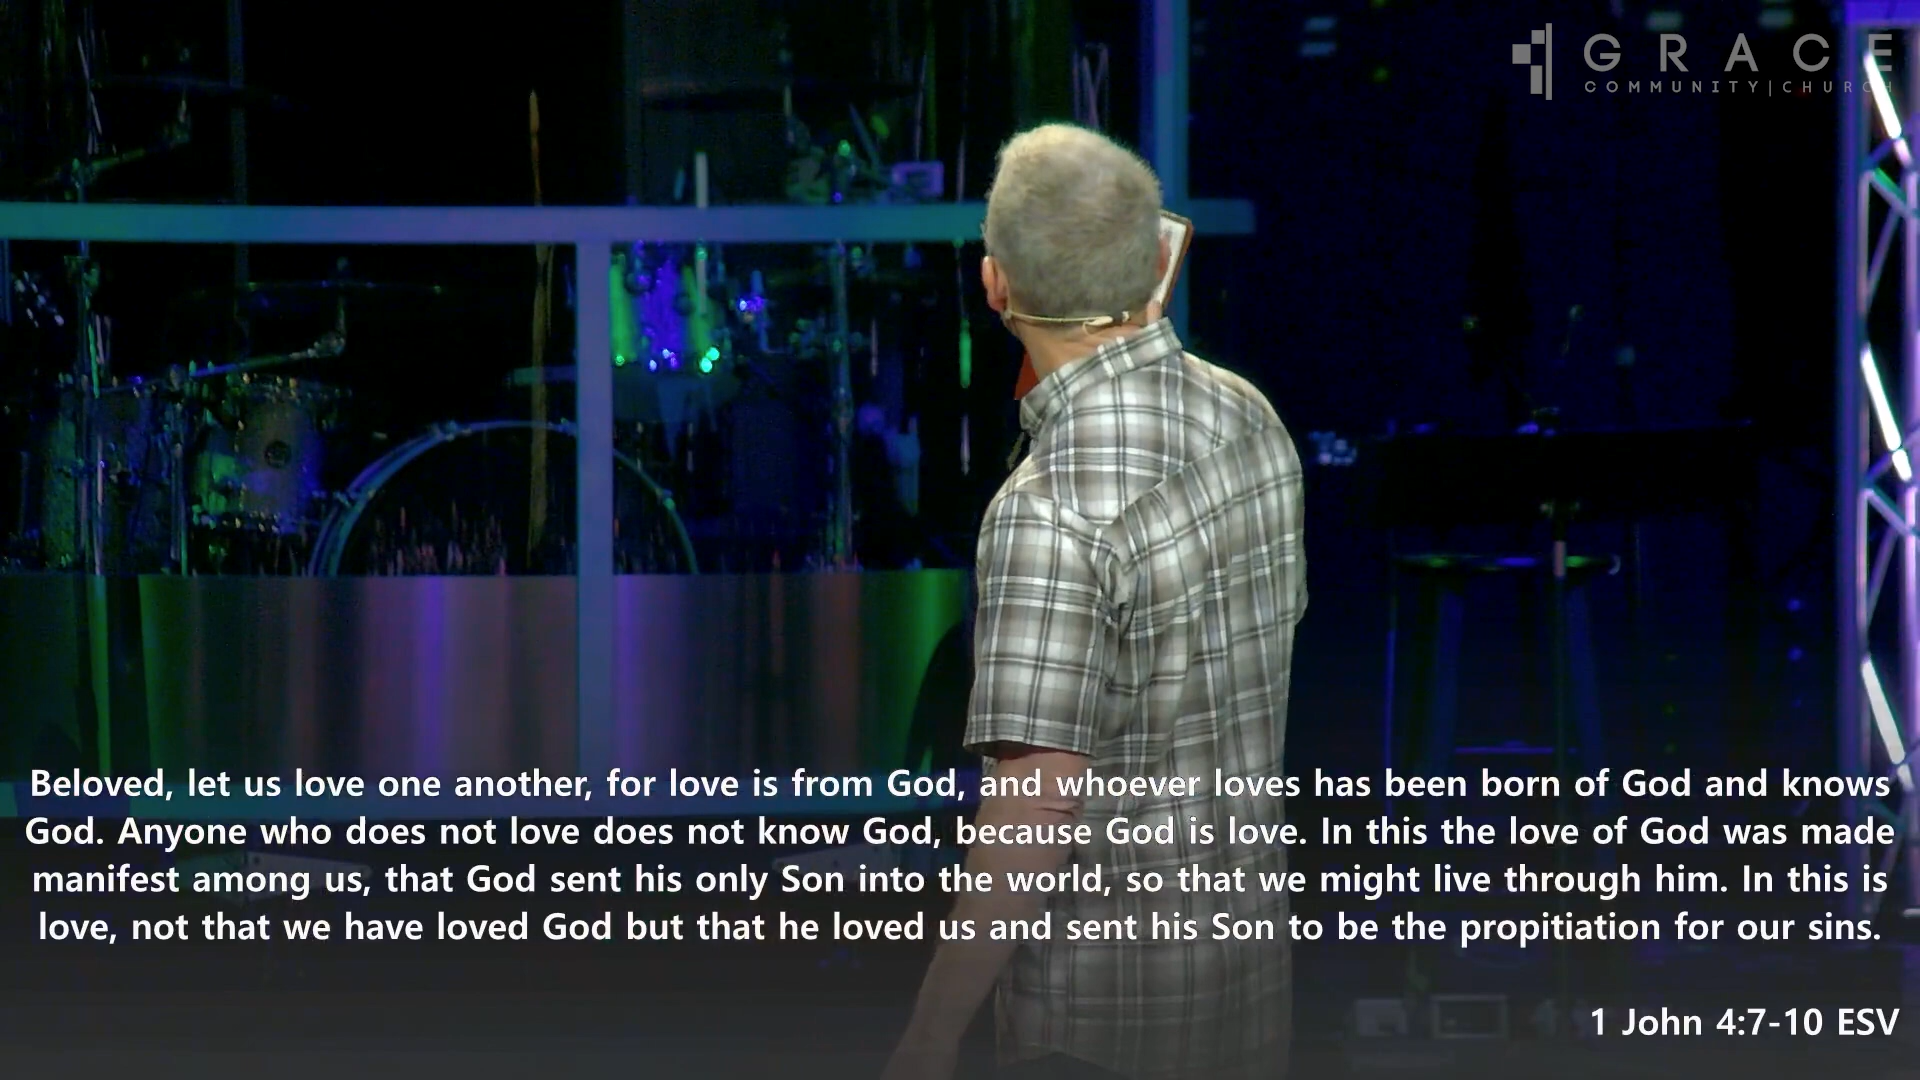 GRACE
COMMUNITY|CHURCH
Beloved, let us love one another, for love is from God, and whoever loves has been born of God and knows
God. Anyone who does not love does not know God, because God is love. In this the love of God was made
manifest among us, that God sent his only Son into the world, so that we might live through him. In this is
love, not that we have loved God but that he loved us and sent his Son to be the propitiation for our sins.
1 John 4:7-10 ESV